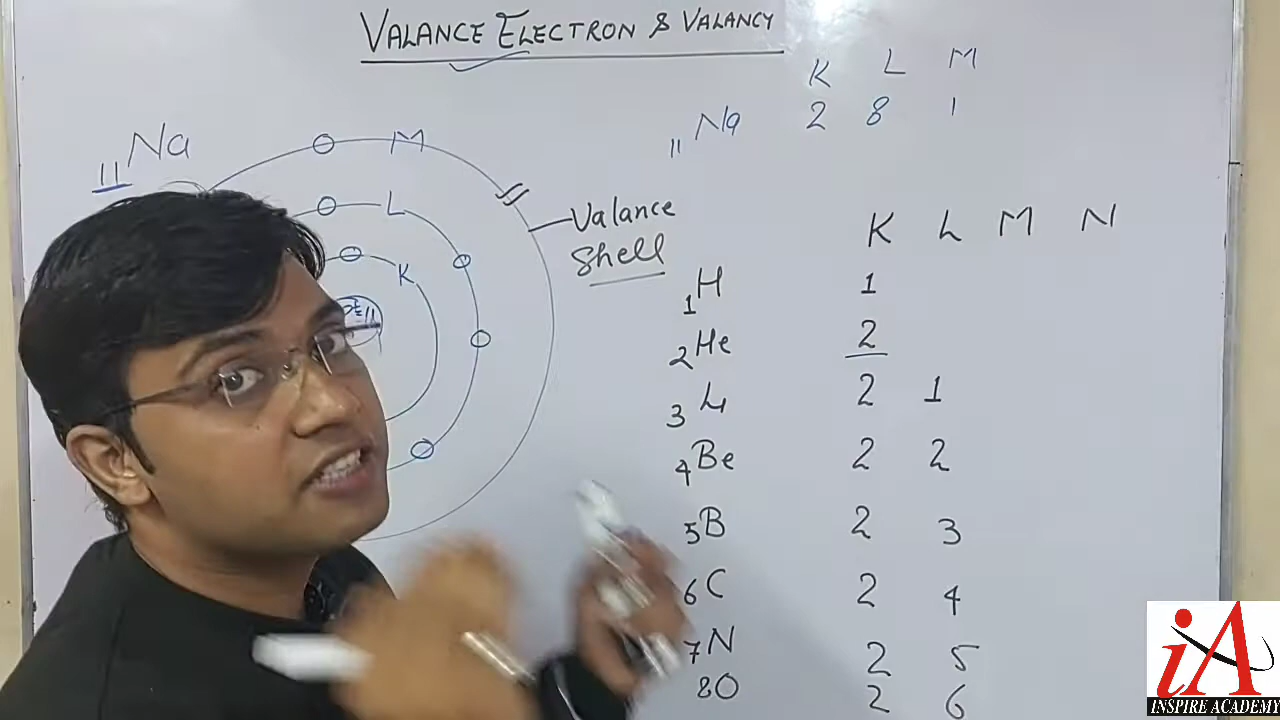 VALANCE ELECTRON & VALANCY
K L M
11Na 2 8 1
11Na
M
L
K
Valance
Shell
K L M N
1H 1
2He 2
3Li 2 1
4Be 2 2
5B 2 3
6C 2 4
7N 2 5
8O 2 6
iA
INSPIRE ACADEMY